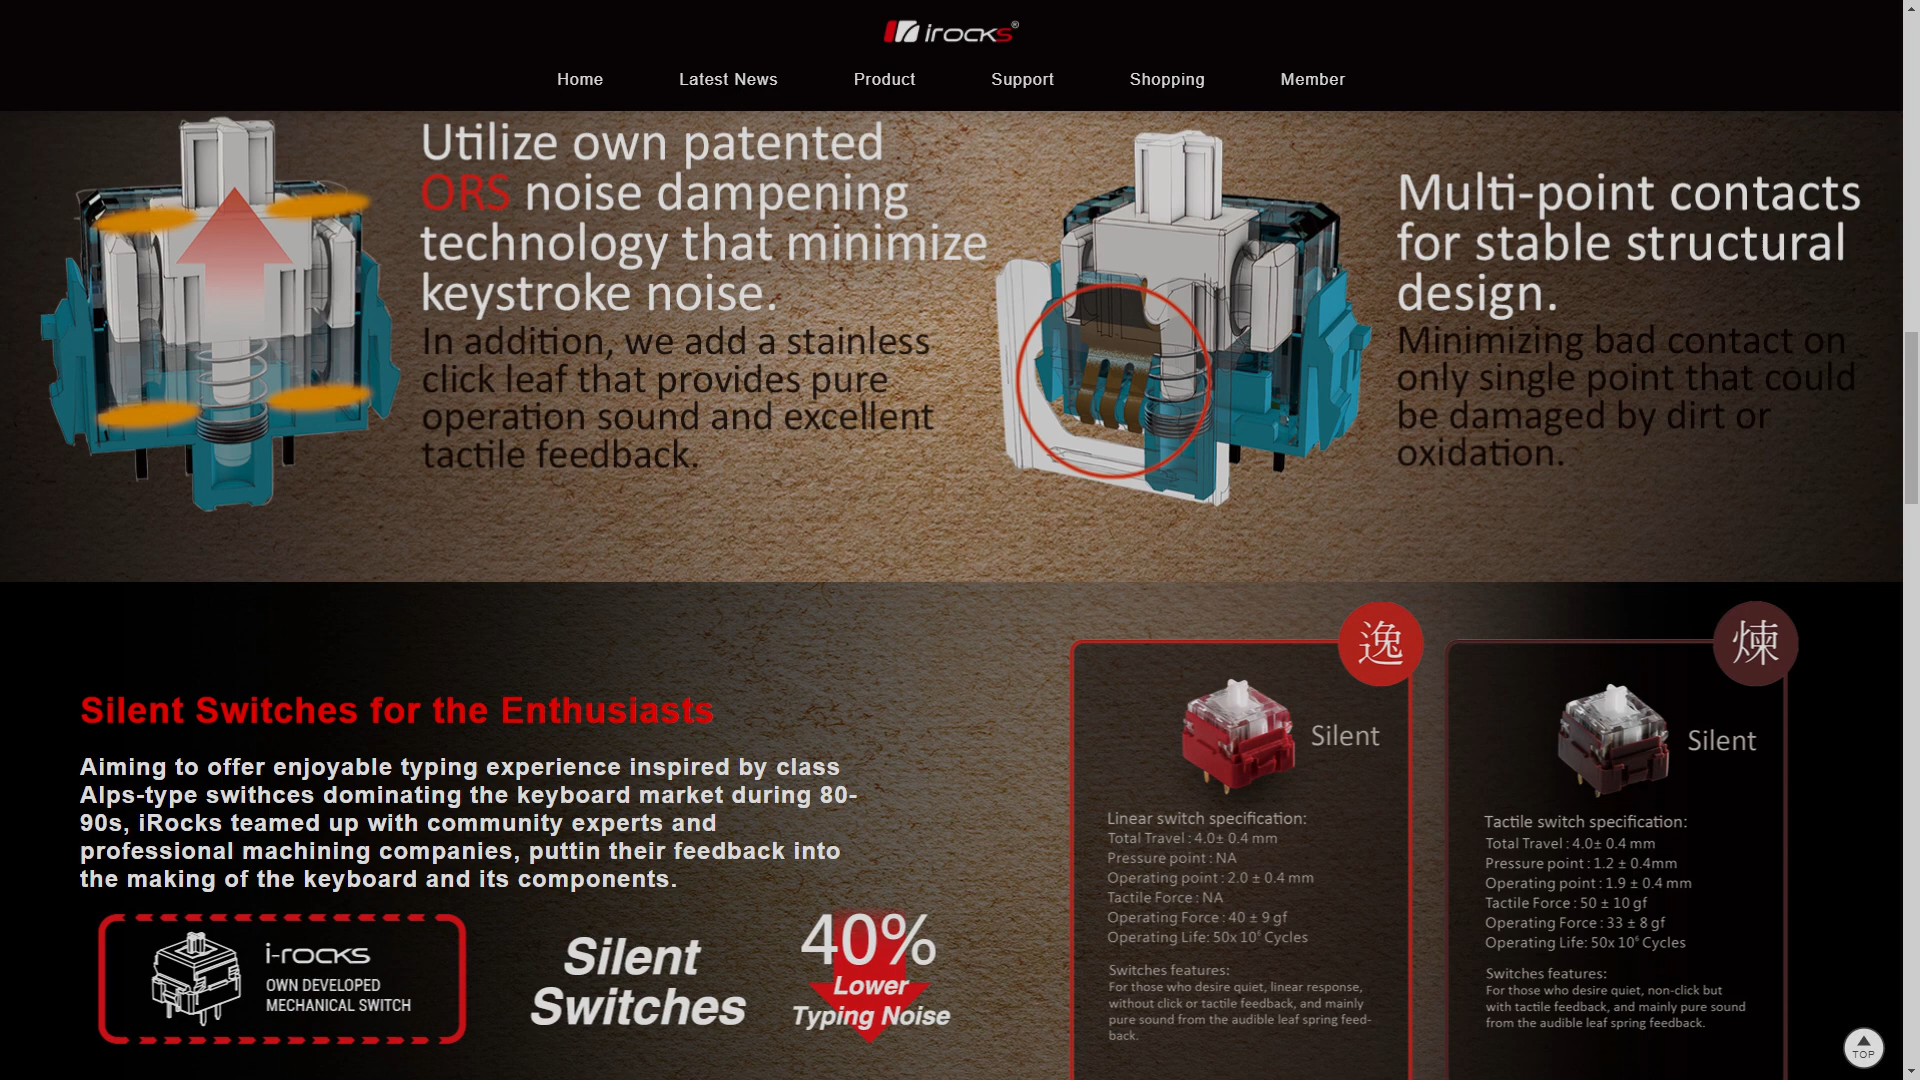 irocks®
Home
Latest News
Product
Support
Shopping
Member
Utilize own patented
ORS noise dampening
technology that minimize
keystroke noise.
In addition, we add a stainless
click leaf that provides pure
operation sound and excellent
tactile feedback.
Multi-point contacts
for stable structural
design.
Minimizing bad contact on
only single point that could
be damaged by dirt or
oxidation.
Silent Switches for the Enthusiasts
Aiming to offer enjoyable typing experience inspired by class
Alps-type swithces dominating the keyboard market during 80-
90s, iRocks teamed up with community experts and
professional machining companies, puttin their feedback into
the making of the keyboard and its components.
i-rocks
OWN DEVELOPED
MECHANICAL SWITCH
Silent
Switches
40%
Lower
Typing Noise
逸
Silent
Linear switch specification:
Total Travel : 4.0± 0.4 mm
Pressure point : NA
Operating point : 2.0 ± 0.4 mm
Tactile Force : NA
Operating Force : 40 ± 9 gf
Operating Life: 50x 10⁶ Cycles
Switches features:
For those who desire quiet, linear response,
without click or tactile feedback, and mainly
pure sound from the audible leaf spring feed-
back.
煉
Silent
Tactile switch specification:
Total Travel : 4.0± 0.4 mm
Pressure point : 1.2 ± 0.4mm
Operating point : 1.9 ± 0.4 mm
Tactile Force : 50 ± 10 gf
Operating Force : 33 ± 8 gf
Operating Life: 50x 10⁶ Cycles
Switches features:
For those who desire quiet, non-click but
with tactile feedback, and mainly pure sound
from the audible leaf spring feedback.
TOP